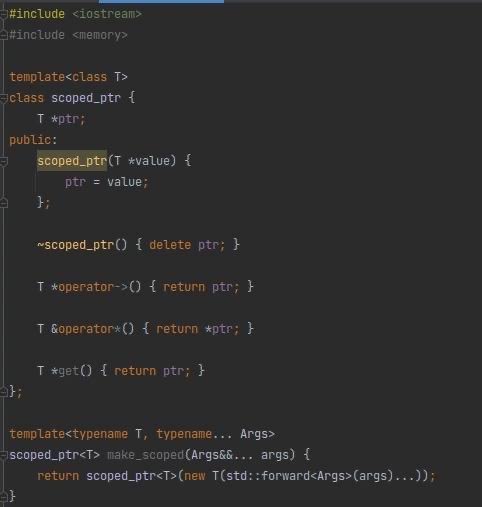 #include <iostream>
#include <memory>
template<class T>
class scoped_ptr {
T *ptr;
public:
scoped_ptr(T *value) {
ptr = value;
};
~scoped_ptr() { delete ptr; }
T *operator->() { return ptr; }
T &operator*() { return *ptr; }
T *get() { return ptr; }
};
template<typename T, typename... Args>
scoped_ptr<T> make_scoped(Args&&... args) {
return scoped_ptr<T>(new T(std::forward<Args>(args)...));
}